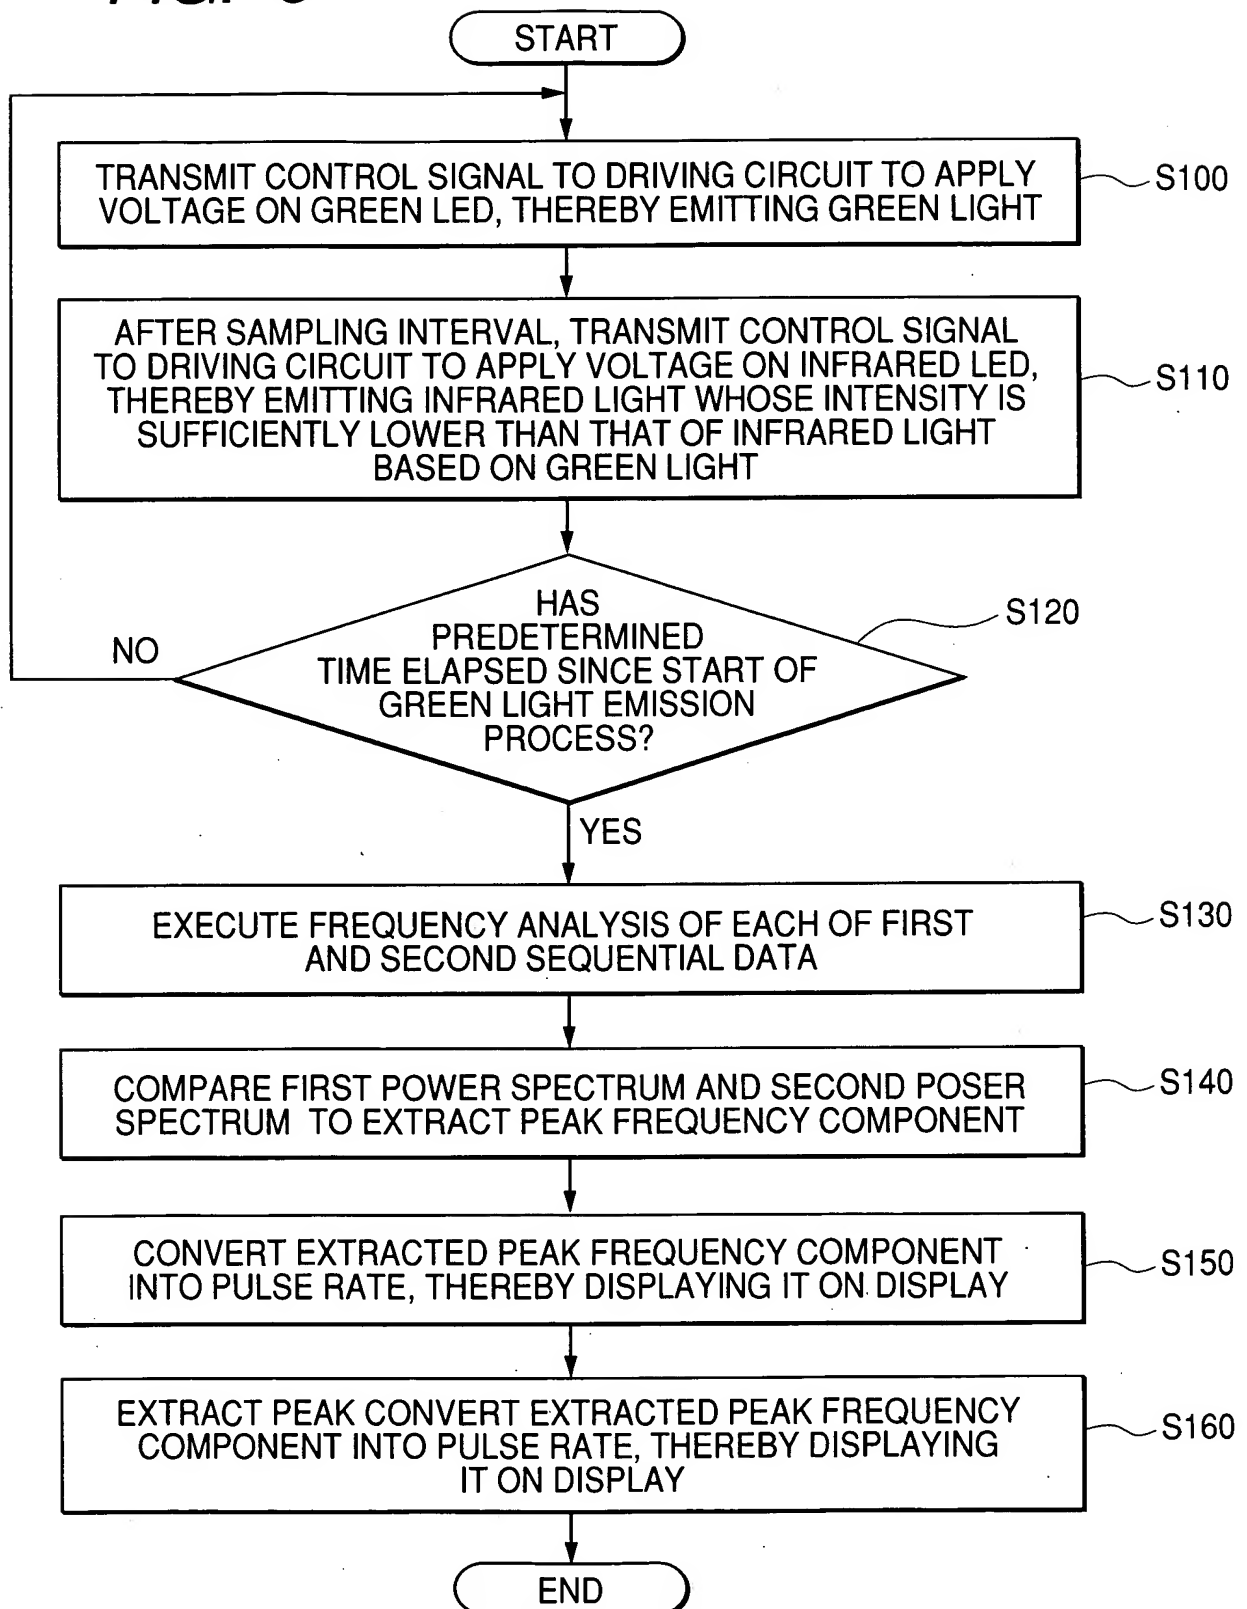 START
TRANSMIT CONTROL SIGNAL TO DRIVING CIRCUIT TO APPLY
VOLTAGE ON GREEN LED, THEREBY EMITTING GREEN LIGHT
S100
AFTER SAMPLING INTERVAL, TRANSMIT CONTROL SIGNAL
TO DRIVING CIRCUIT TO APPLY VOLTAGE ON INFRARED LED,
THEREBY EMITTING INFRARED LIGHT WHOSE INTENSITY IS
SUFFICIENTLY LOWER THAN THAT OF INFRARED LIGHT
BASED ON GREEN LIGHT
S110
HAS
PREDETERMINED
TIME ELAPSED SINCE START OF
GREEN LIGHT EMISSION
PROCESS?
S120
NO
YES
EXECUTE FREQUENCY ANALYSIS OF EACH OF FIRST
AND SECOND SEQUENTIAL DATA
S130
COMPARE FIRST POWER SPECTRUM AND SECOND POSER
SPECTRUM TO EXTRACT PEAK FREQUENCY COMPONENT
S140
CONVERT EXTRACTED PEAK FREQUENCY COMPONENT
INTO PULSE RATE, THEREBY DISPLAYING IT ON DISPLAY
S150
EXTRACT PEAK CONVERT EXTRACTED PEAK FREQUENCY
COMPONENT INTO PULSE RATE, THEREBY DISPLAYING
IT ON DISPLAY
S160
END